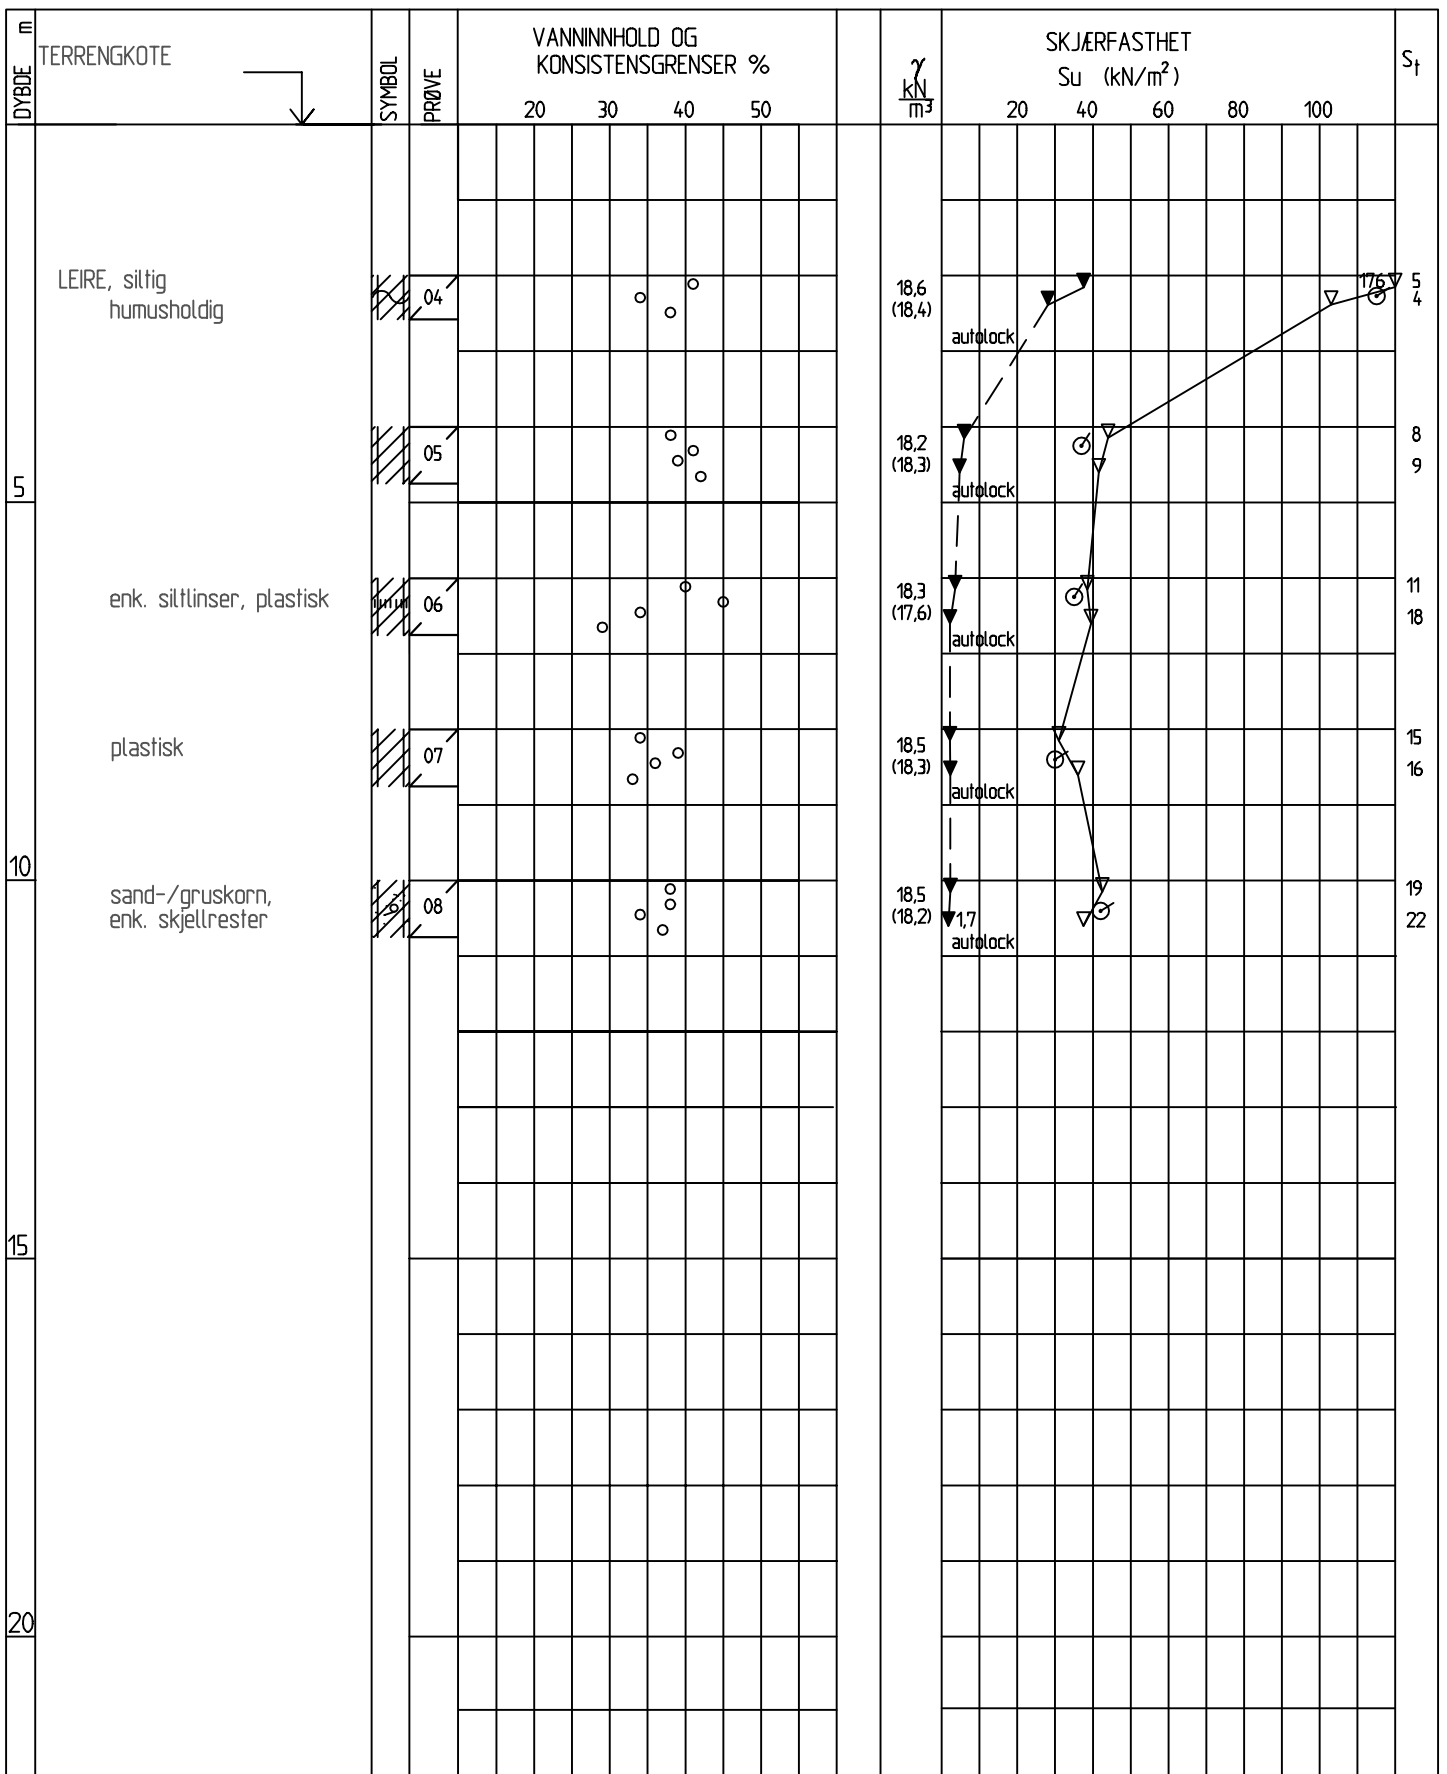 DYBDE m
TERRENGKOTE
SYMBOL
PRØVE
VANNINNHOLD OG
KONSISTENSGRENSER %
20 30 40 50
γ
kN
m³
SKJÆRFASTHET
Su (kN/m²)
20 40 60 80 100
St
LEIRE, siltig
humusholdig
04
18,6
(18,4)
autolock
176
5
4
05
18,2
(18,3)
autolock
8
9
5
enk. siltlinser, plastisk
06
18,3
(17,6)
autolock
11
18
plastisk
07
18,5
(18,3)
autolock
15
16
10
sand-/gruskorn,
enk. skjellrester
08
18,5
(18,2)
1,7
autolock
19
22
15
20